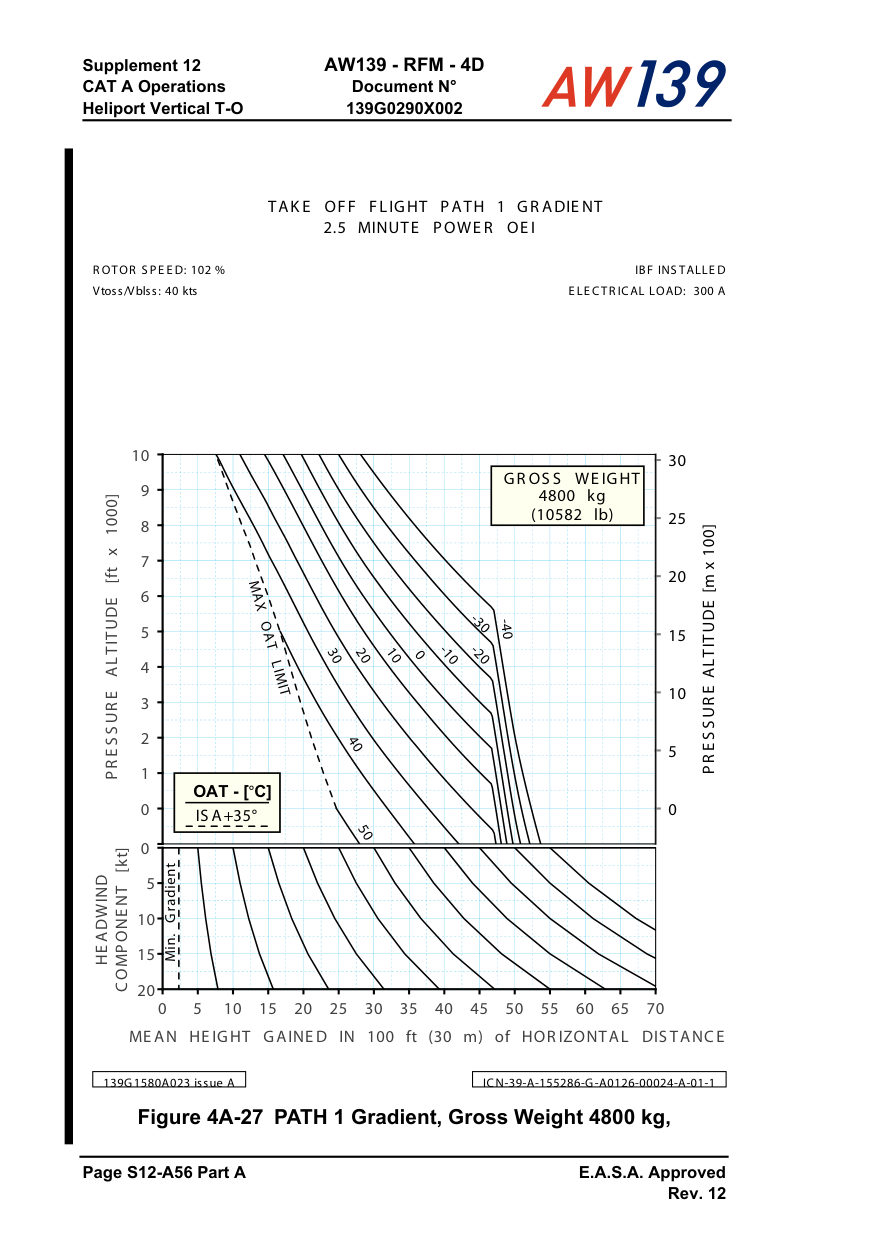 Supplement 12
CAT A Operations
Heliport Vertical T-O
AW139 - RFM - 4D
Document N°
139G0290X002
AW139
TAKE OFF FLIGHT PATH 1 GRADIENT
2.5 MINUTE POWER OEI
ROTOR SPEED: 102 %
Vtoss/Vblss: 40 kts
IBF INSTALLED
ELECTRICAL LOAD: 300 A
GROSS WEIGHT
4800 kg
(10582 lb)
PRESSURE ALTITUDE [ft x 1000]
10
9
8
7
6
5
4
3
2
1
0
PRESSURE ALTITUDE [m x 100]
30
25
20
15
10
5
0
MAX OAT LIMIT
50
40
30
20
10
0
-10
-20
-30
-40
OAT - [°C]
ISA+35°
HEADWIND
COMPONENT [kt]
0
5
10
15
20
Min. Gradient
0 5 10 15 20 25 30 35 40 45 50 55 60 65 70
MEAN HEIGHT GAINED IN 100 ft (30 m) of HORIZONTAL DISTANCE
139G1580A023 issue A
ICN-39-A-155286-G-A0126-00024-A-01-1
Figure 4A-27 PATH 1 Gradient, Gross Weight 4800 kg,
Page S12-A56 Part A
E.A.S.A. Approved
Rev. 12